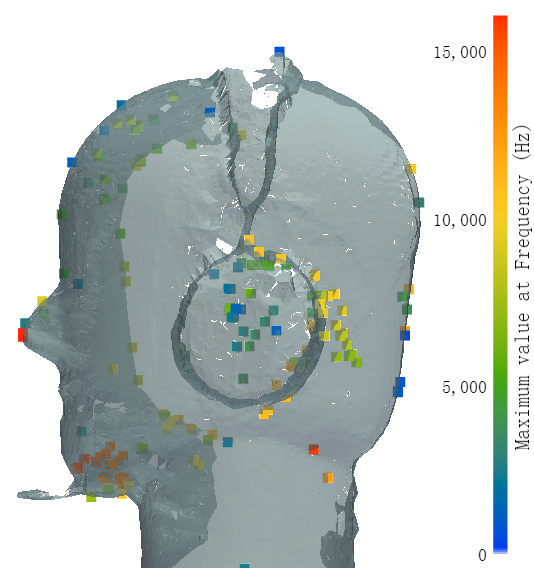 15,000
10,000
5,000
0
Maximum value at Frequency (Hz)